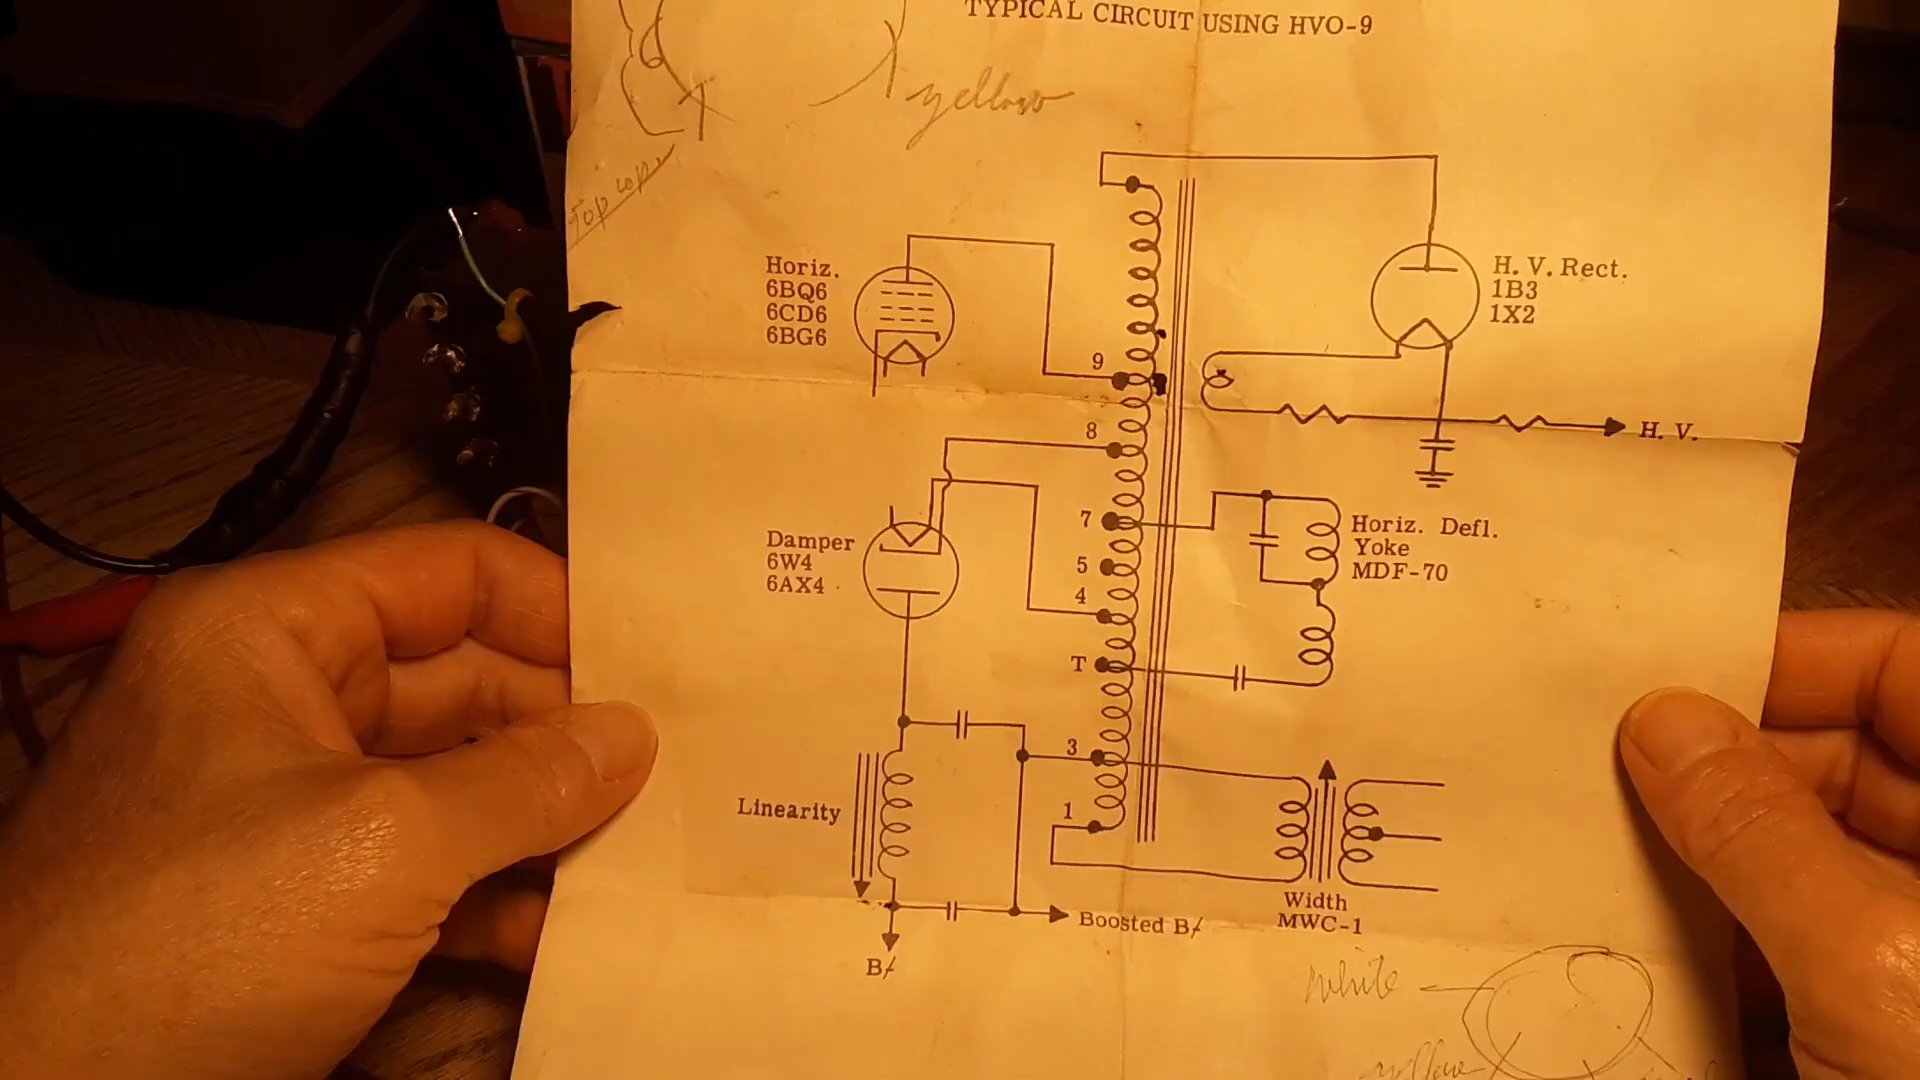 TYPICAL CIRCUIT USING HVO-9
yellow
Top cap
Horiz.
6BQ6
6CD6
6BG6
H. V. Rect.
1B3
1X2
9
8
H. V.
7
Horiz. Defl.
Yoke
MDF-70
Damper
6W4
6AX4
5
4
T
3
1
Linearity
Width
MWC-1
Boosted B+
B+
white
yellow